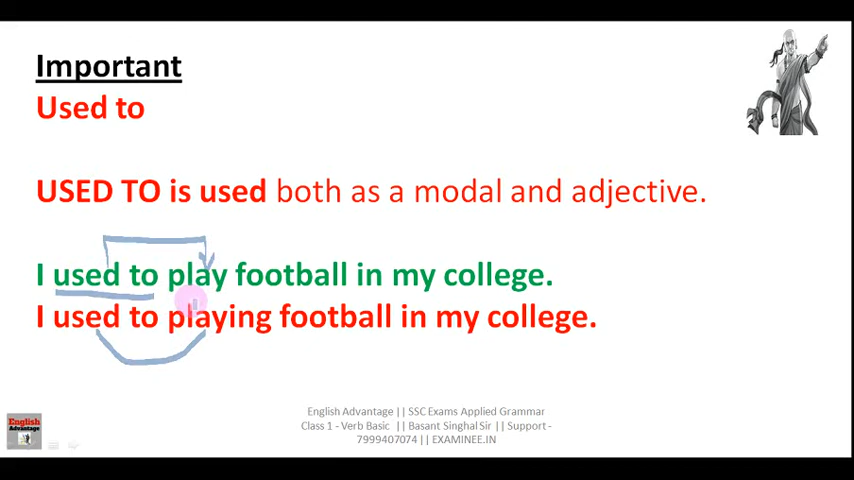 Important
Used to
USED TO is used both as a modal and adjective.
I used to play football in my college.
I used to playing football in my college.
English Advantage || SSC Exams Applied Grammar
Class 1 - Verb Basic || Basant Singhal Sir || Support -
7999407074 || EXAMINEE.IN
English
Advantage